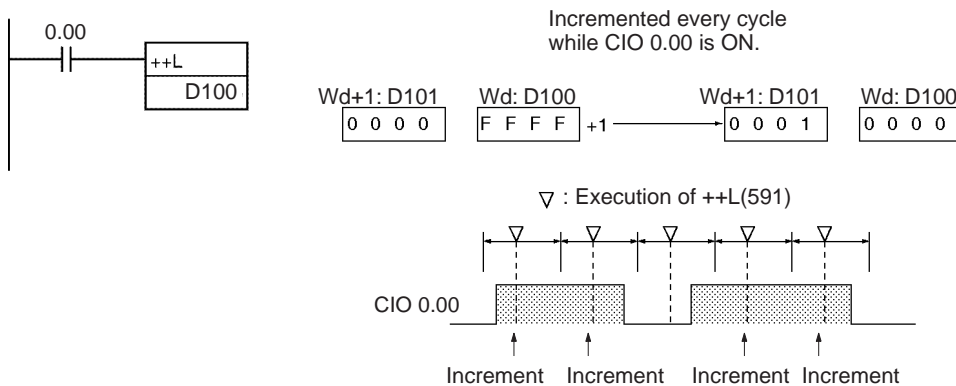 0.00
++L
D100
Incremented every cycle
while CIO 0.00 is ON.
Wd+1: D101 Wd: D100 Wd+1: D101 Wd: D100
0 0 0 0 F F F F +1 0 0 0 1 0 0 0 0
: Execution of ++L(591)
CIO 0.00
Increment Increment Increment Increment